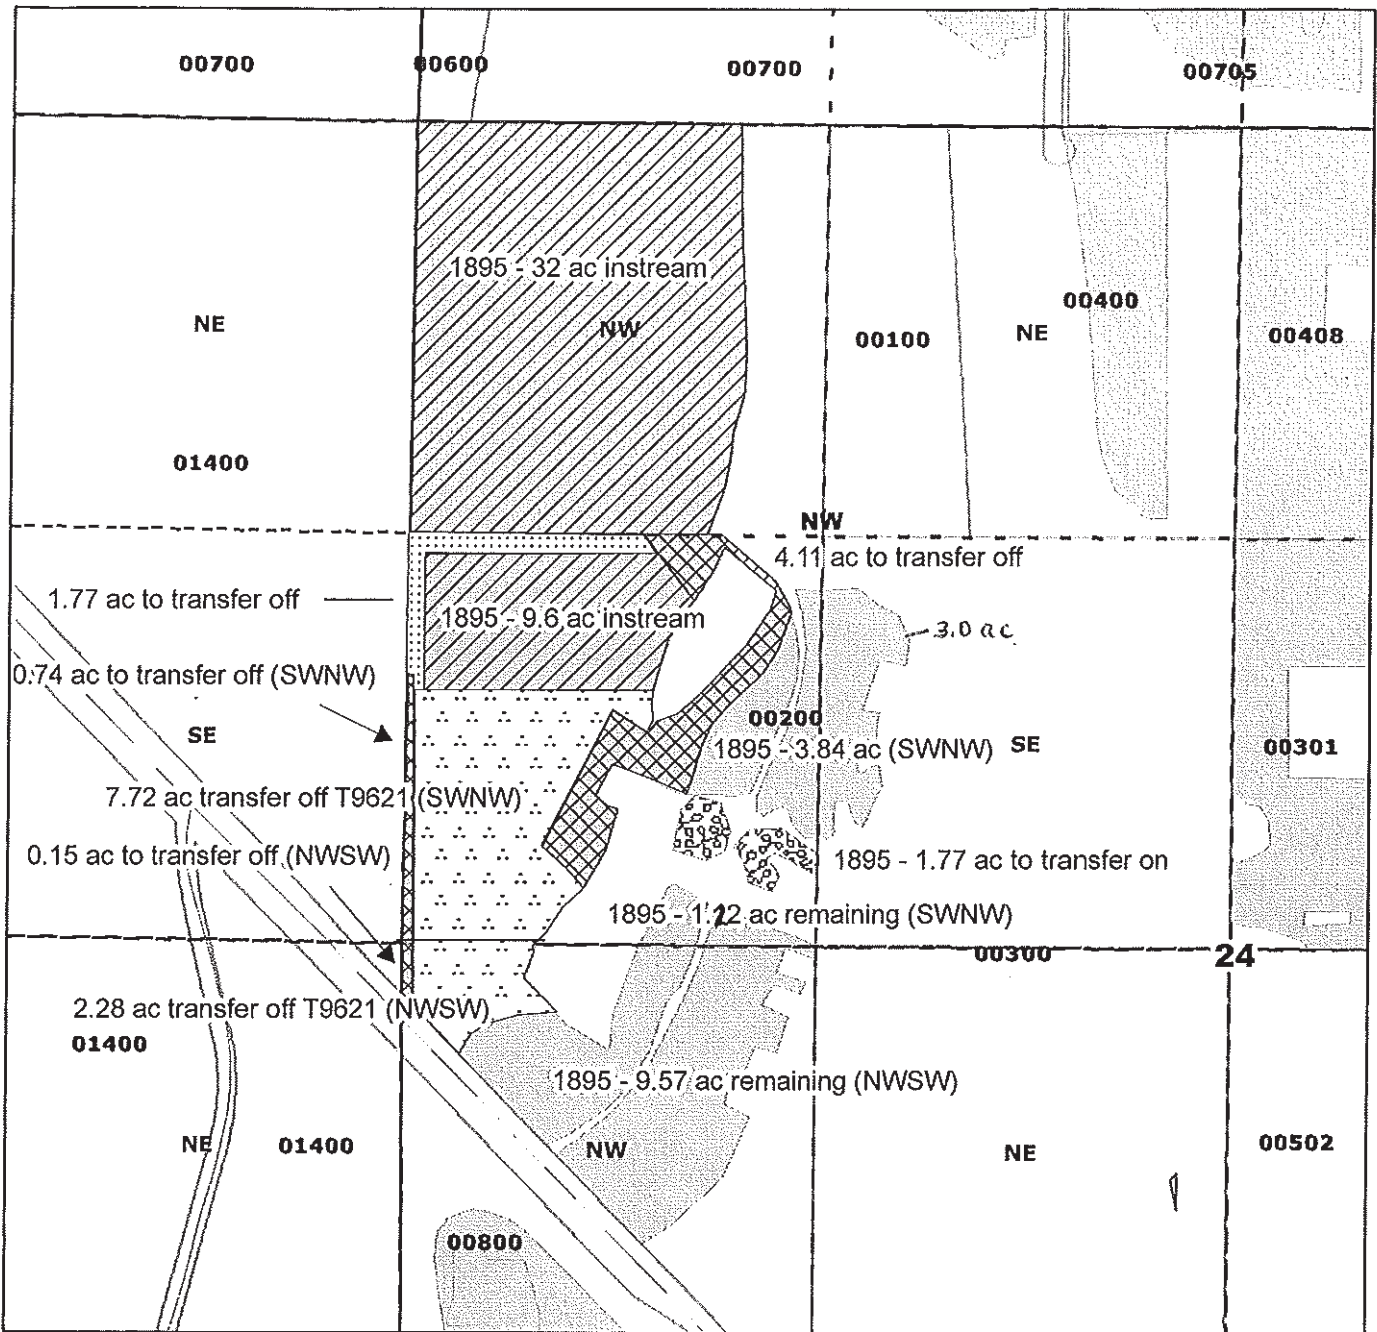 00700 00600 00700 00705
1895 - 32 ac instream
00400
NE NW 00100 NE 00408
01400
NW
4.11 ac to transfer off
1.77 ac to transfer off
1895 - 9.6 ac instream
3.0 ac
0.74 ac to transfer off (SWNW)
00200
SE 1895 - 3.84 ac (SWNW) SE 00301
7.72 ac transfer off T9621 (SWNW)
0.15 ac to transfer off (NWSW)
1895 - 1.77 ac to transfer on
1895 - 1.22 ac remaining (SWNW)
00300 24
2.28 ac transfer off T9621 (NWSW)
01400
1895 - 9.57 ac remaining (NWSW)
NE 01400 NW NE 00502
00800